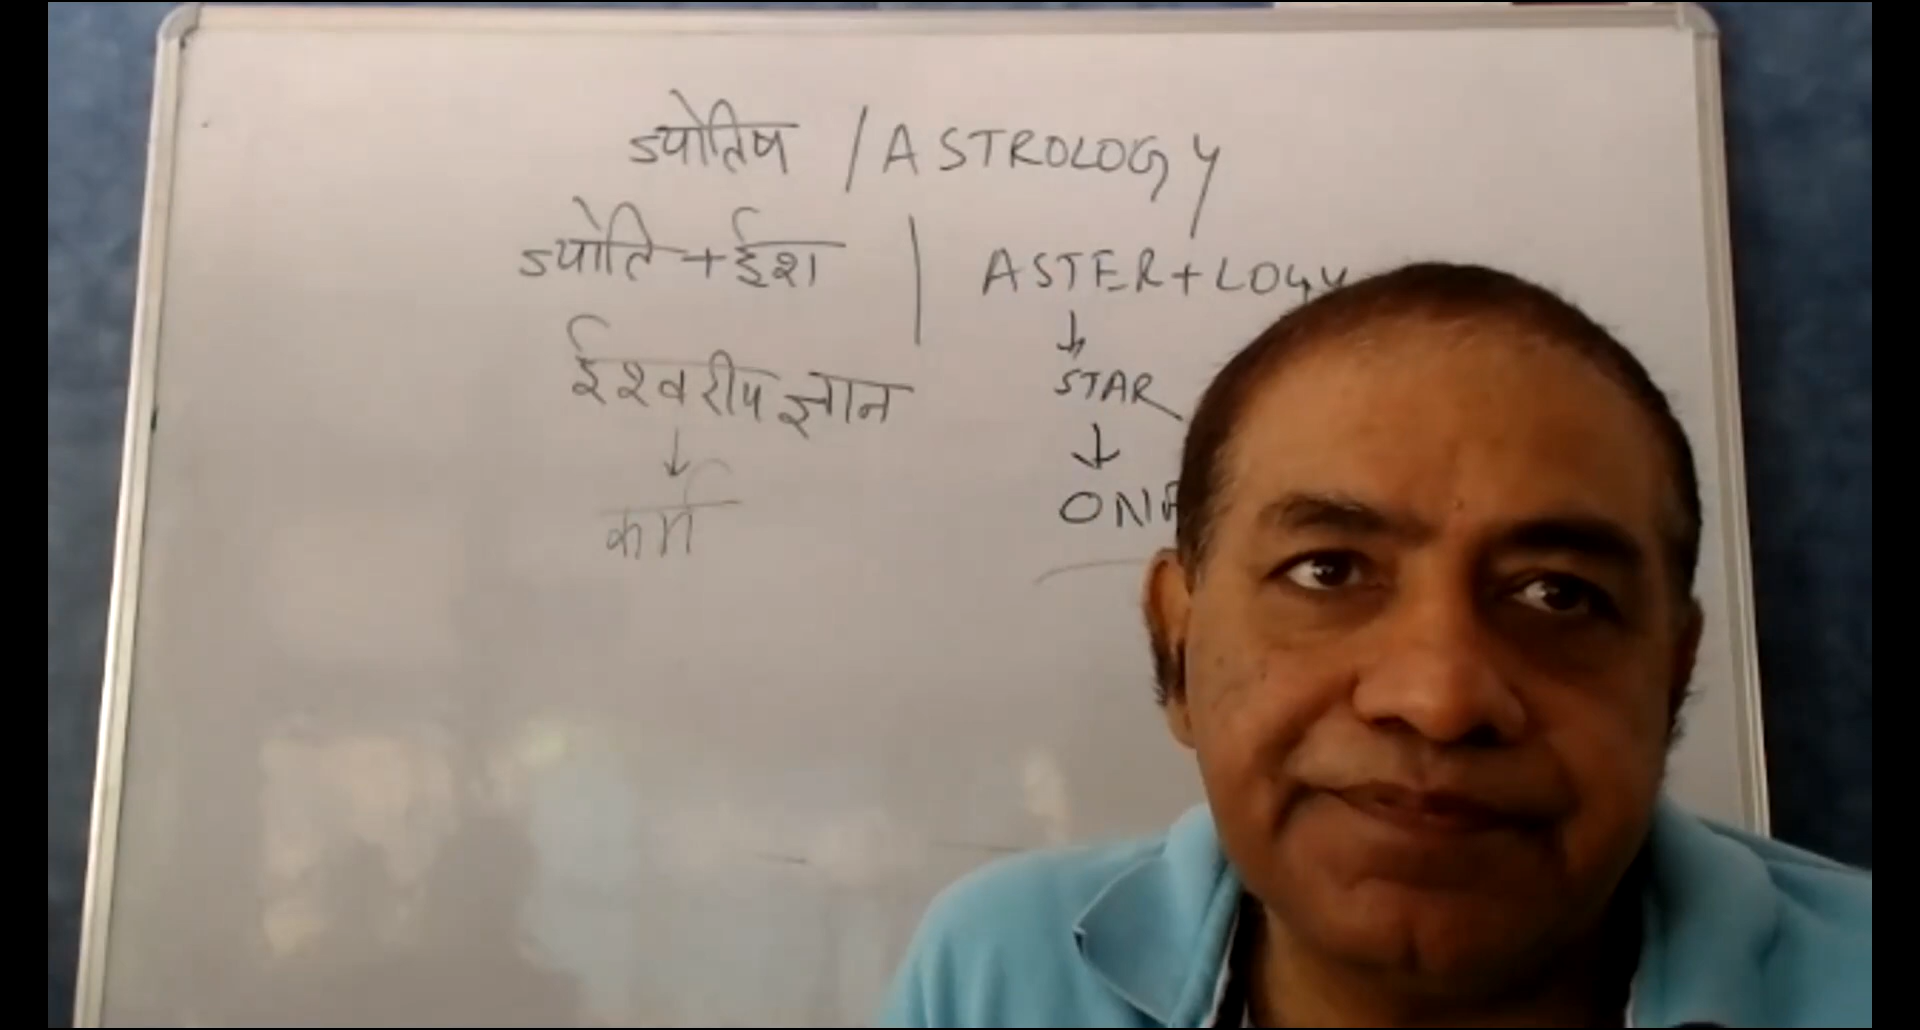 ज्योतिष / ASTROLOGY
ज्योति + ईश | ASTER + LOGY
↓
ईश्वरीय ज्ञान STAR
↓ ↓
कर्म